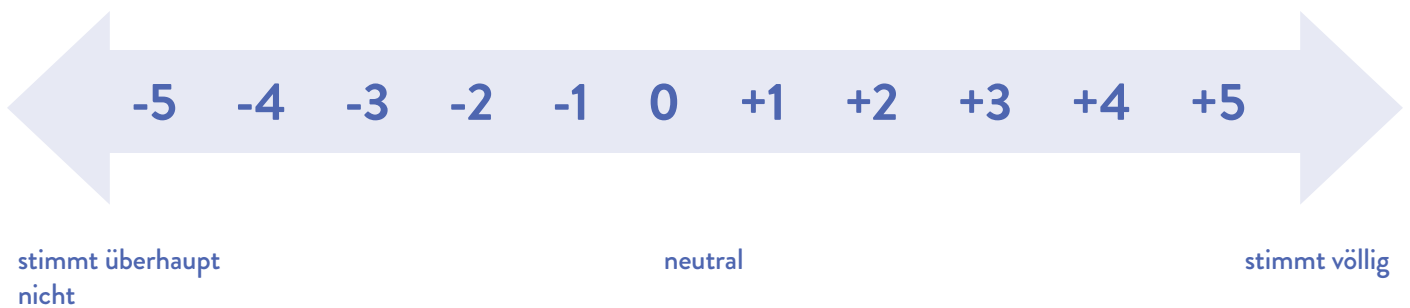 -5 -4 -3 -2 -1 0 +1 +2 +3 +4 +5
stimmt überhaupt nicht
neutral
stimmt völlig